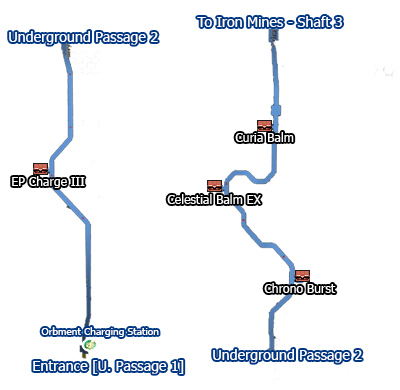 Underground Passage 2
EP Charge III
Orbment Charging Station
Entrance [U. Passage 1]
To Iron Mines - Shaft 3
Curia Balm
Celestial Balm EX
Chrono Burst
Underground Passage 2